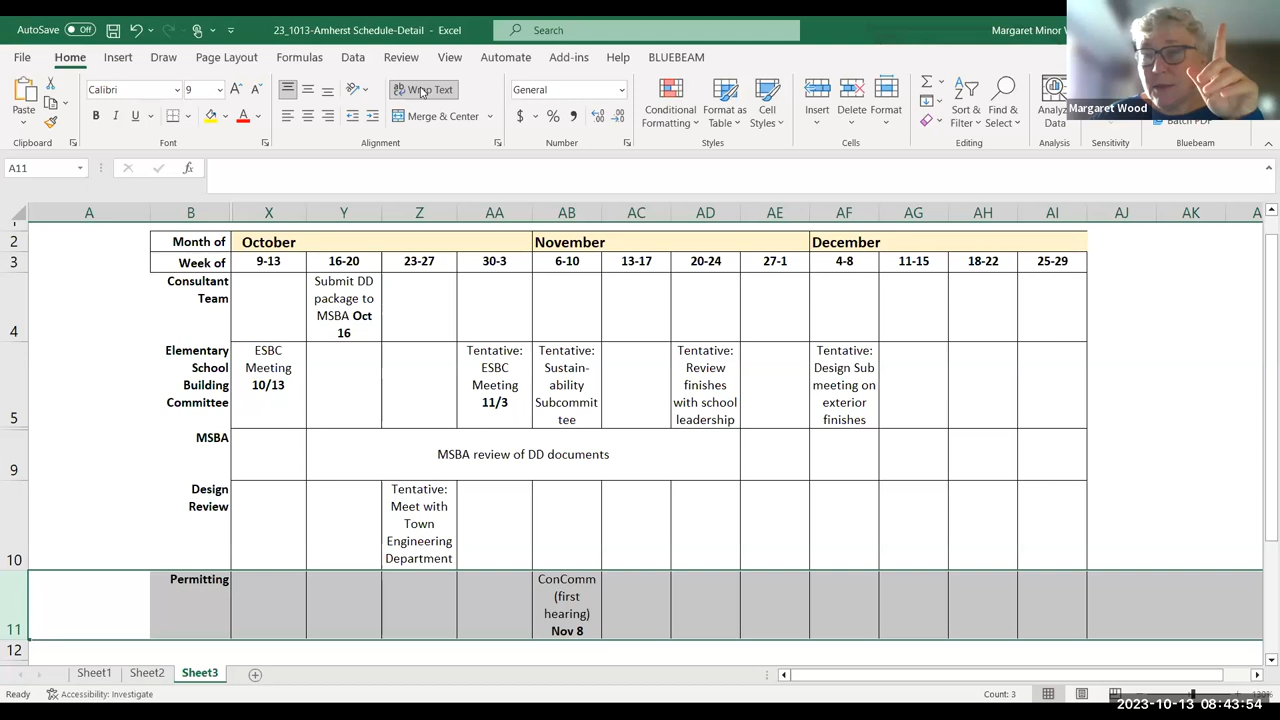 AutoSave Off 23_1013-Amherst Schedule-Detail - Excel Search Margaret Minor W
File Home Insert Draw Page Layout Formulas Data Review View Automate Add-ins Help BLUEBEAM
Margaret Wood
Paste
Calibri 9
B I U
Wrap Text
Merge & Center
General
$ %
Conditional Formatting
Format as Table
Cell Styles
Insert Delete Format
Sort & Filter
Find & Select
Batch PDF
Clipboard Font Alignment Number Styles Cells Editing Analysis Sensitivity Bluebeam
A11 fx
A B X Y Z AA AB AC AD AE AF AG AH AI AJ AK A
2 Month of October November December
3 Week of 9-13 16-20 23-27 30-3 6-10 13-17 20-24 27-1 4-8 11-15 18-22 25-29
4
Consultant
Team
Submit DD
package to
MSBA Oct
16
5
Elementary
School
Building
Committee
ESBC
Meeting
10/13
Tentative:
ESBC
Meeting
11/3
Tentative:
Sustain-
ability
Subcommit
tee
Tentative:
Review
finishes
with school
leadership
Tentative:
Design Sub
meeting on
exterior
finishes
9
MSBA
MSBA review of DD documents
10
Design
Review
Tentative:
Meet with
Town
Engineering
Department
11
Permitting
ConComm
(first
hearing)
Nov 8
12
Sheet1 Sheet2 Sheet3
Ready Accessibility: Investigate Count: 3
2023-10-13 08:43:54